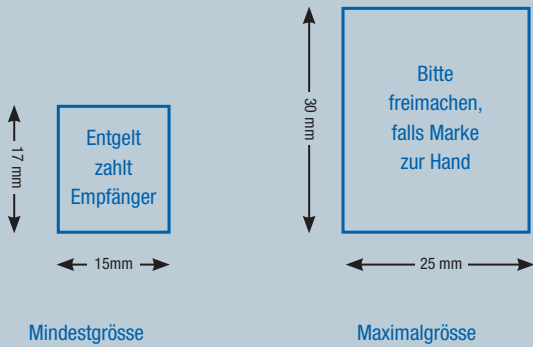 Entgelt
zahlt
Empfänger
17 mm
15mm
Mindestgrösse
Bitte
freimachen,
falls Marke
zur Hand
30 mm
25 mm
Maximalgrösse